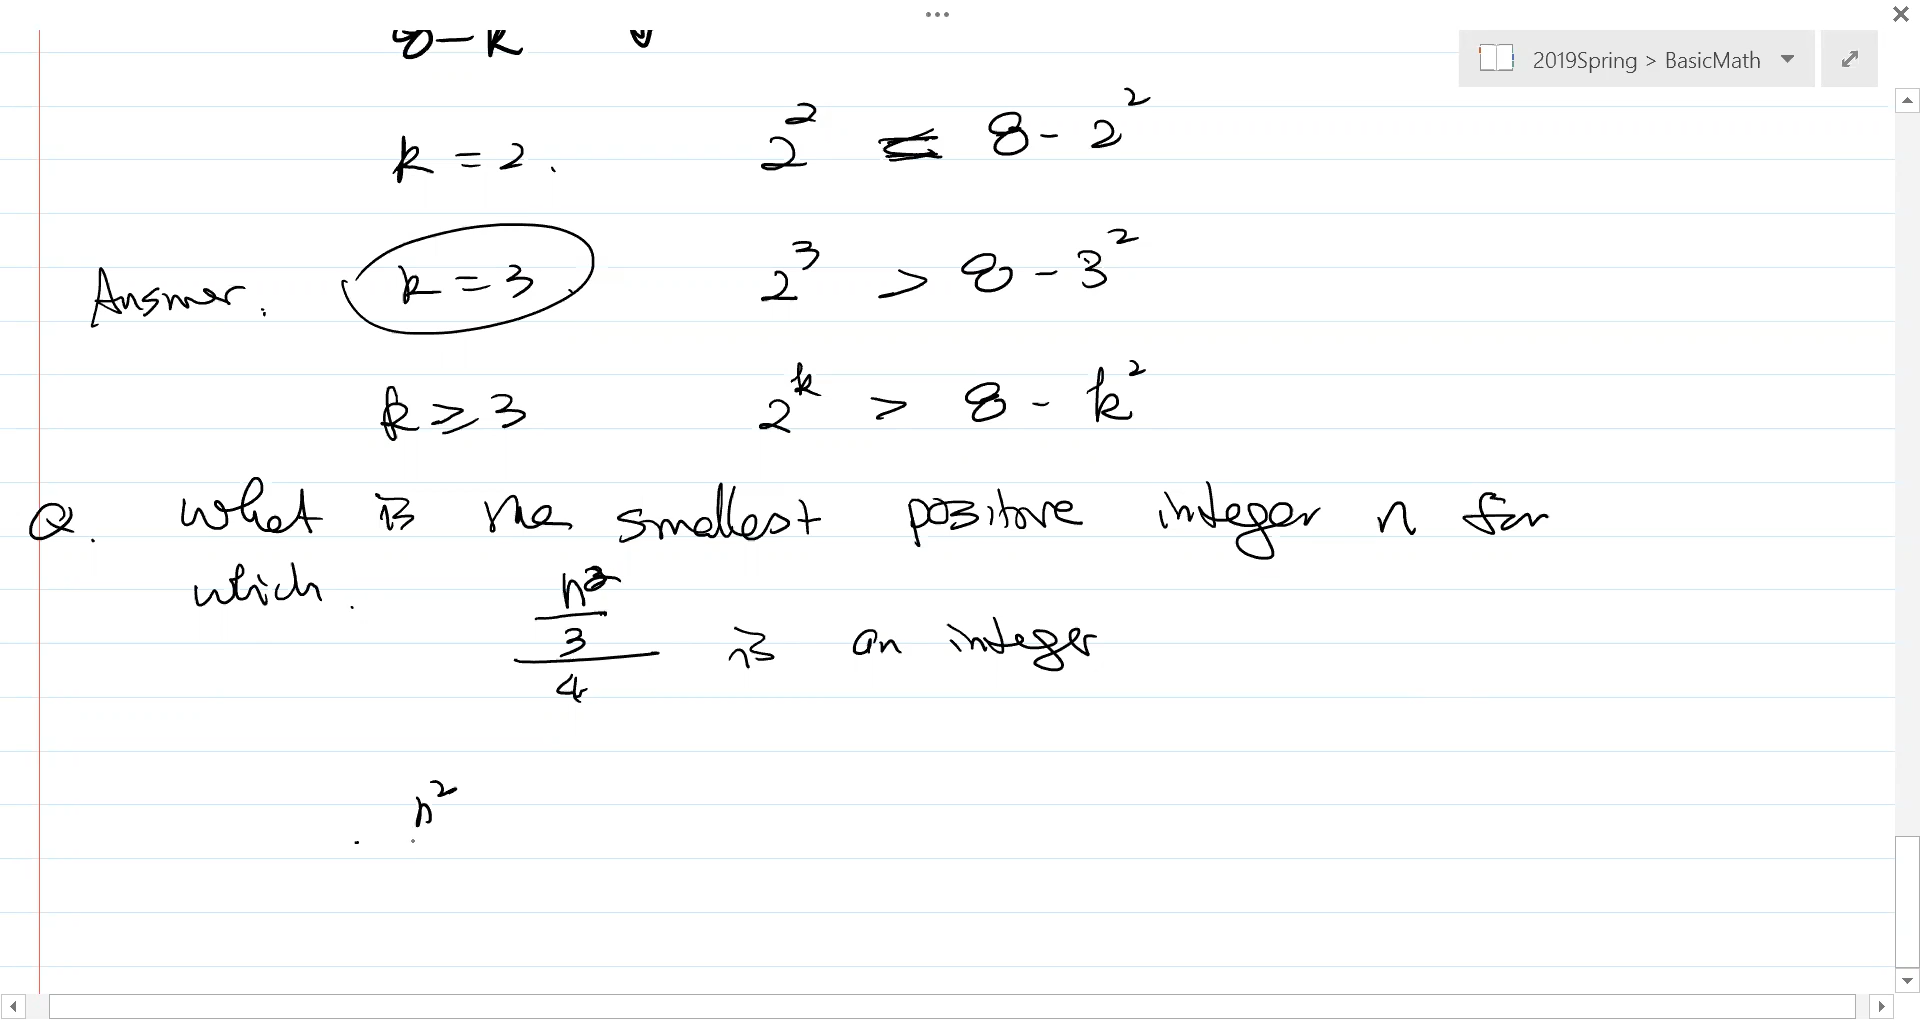 2019Spring > BasicMath
8-k
k = 2. 2^2 ≤ 8 - 2^2
Answer. k = 3 2^3 > 8 - 3^2
k ≥ 3 2^k > 8 - k^2
Q. What is the smallest positive integer n for
which. n^2
3 is an integer
4
n^2